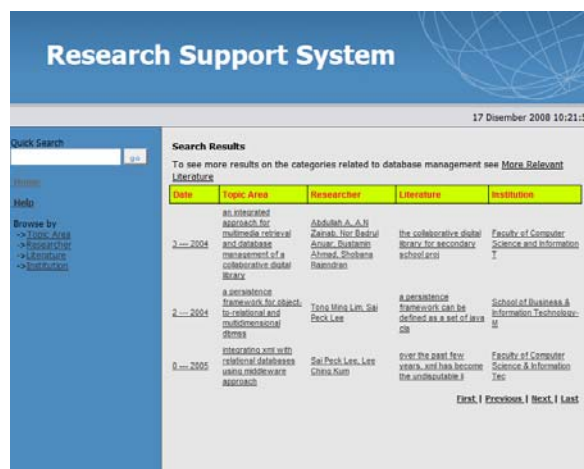 Research Support System
17 Disember 2008 10:21:5
Quick Search
go
Home
Help
Browse by
->Topic Area
->Researcher
->Literature
->Institution
Search Results
To see more results on the categories related to database management see More Relevant
Literature
Date Topic Area Researcher Literature Institution
3 --- 2004
an integrated
approach for
multimedia retrieval
and database
management of a
collaborative digital
library
Abdullah A, A.N
Zainab, Nor Badrul
Anuar, Bustamin
Ahmed, Shobana
Rajendran
the collaborative digital
library for secondary
school proj
Faculty of Computer
Science and Information
T
2 --- 2004
a persistence
framework for object-
to-relational and
multidimensional
dbmss
Tong Ming Lim, Sai
Peck Lee
a persistence
framework can be
defined as a set of java
cla
School of Business &
Information Technology-
M
0 --- 2005
integrating xml with
relational databases
using middleware
approach
Sai Peck Lee, Lee
Ching Kum
over the past few
years, xml has become
the undisputable li
Faculty of Computer
Science & Information
Tec
First | Previous | Next | Last